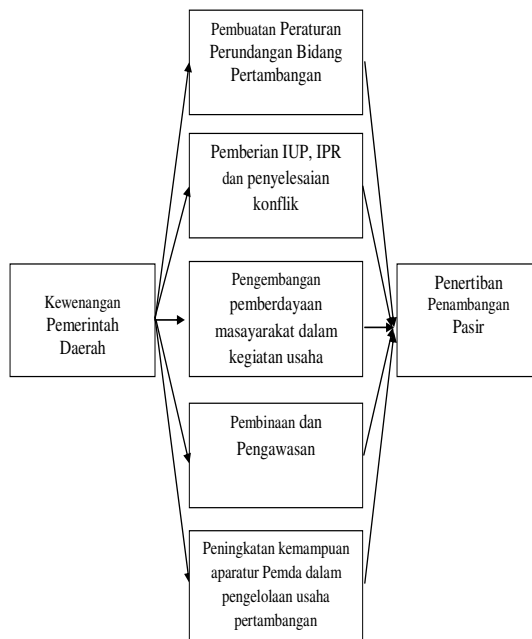 Pembuatan Peraturan
Perundangan Bidang
Pertambangan
Pemberian IUP, IPR
dan penyelesaian
konflik
Kewenangan
Pemerintah
Daerah
Pengembangan
pemberdayaan
masayarakat dalam
kegiatan usaha
Penertiban
Penambangan
Pasir
Pembinaan dan
Pengawasan
Peningkatan kemampuan
aparatur Pemda dalam
pengelolaan usaha
pertambangan